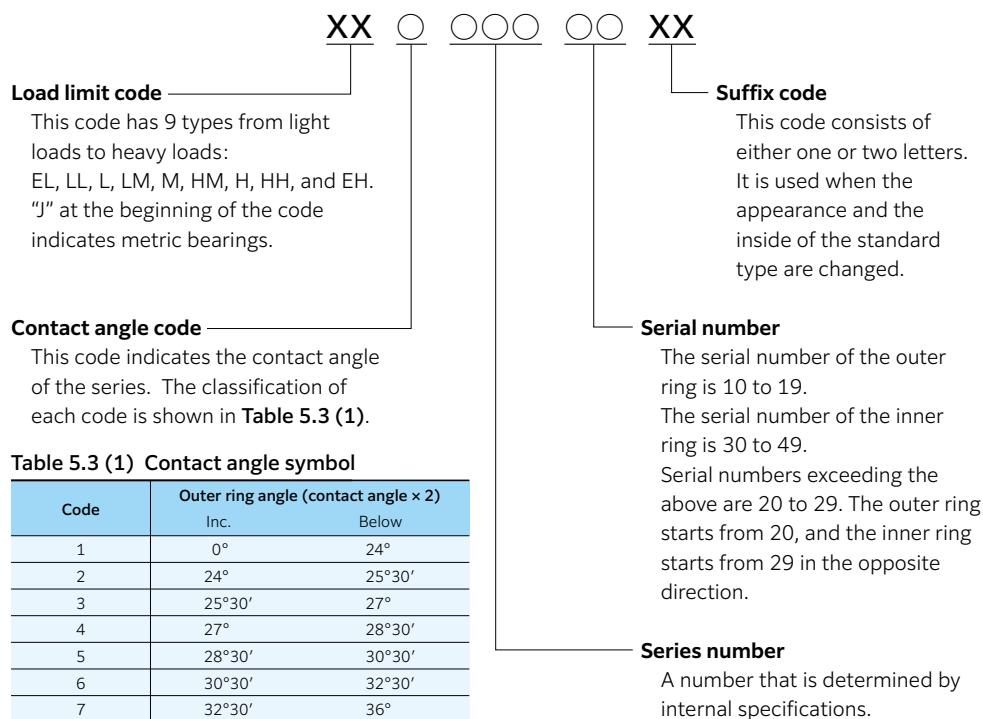 XX ○ ○○○ ○○ XX
Load limit code
This code has 9 types from light
loads to heavy loads:
EL, LL, L, LM, M, HM, H, HH, and EH.
“J” at the beginning of the code
indicates metric bearings.
Suffix code
This code consists of
either one or two letters.
It is used when the
appearance and the
inside of the standard
type are changed.
Contact angle code
This code indicates the contact angle
of the series. The classification of
each code is shown in Table 5.3 (1).
Table 5.3 (1) Contact angle symbol
Code Outer ring angle (contact angle × 2)
Inc. Below
1 0° 24°
2 24° 25°30′
3 25°30′ 27°
4 27° 28°30′
5 28°30′ 30°30′
6 30°30′ 32°30′
7 32°30′ 36°
Serial number
The serial number of the outer
ring is 10 to 19.
The serial number of the inner
ring is 30 to 49.
Serial numbers exceeding the
above are 20 to 29. The outer ring
starts from 20, and the inner ring
starts from 29 in the opposite
direction.
Series number
A number that is determined by
internal specifications.